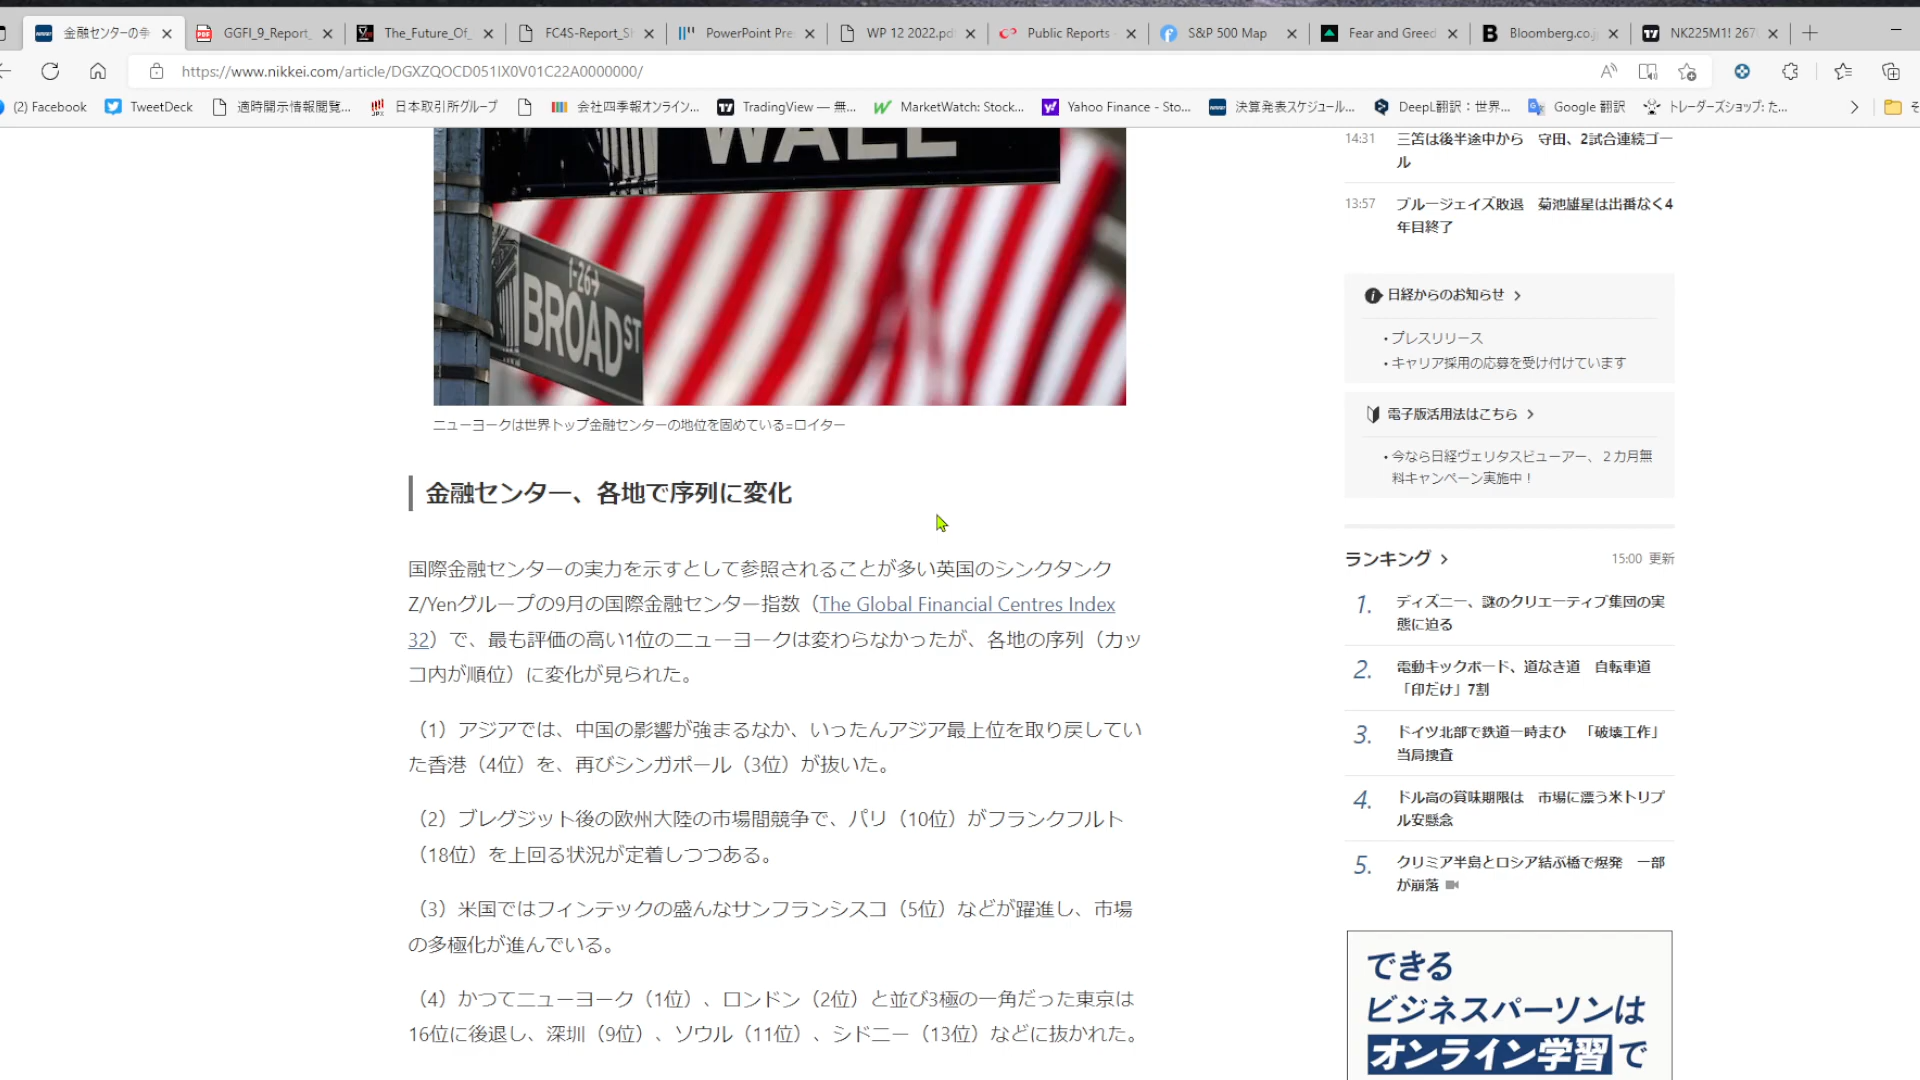 金融センターの争
GGFI_9_Report_
The_Future_Of_
FC4S-Report_S
PowerPoint Pre
WP 12 2022.pd
Public Reports
S&P 500 Map
Fear and Greed
Bloomberg.co.j
NK225M1! 267
https://www.nikkei.com/article/DGXZQOCD051IX0V01C22A0000000/
(2) Facebook
TweetDeck
適時開示情報閲覧...
日本取引所グループ
会社四季報オンライン...
TradingView — 無...
MarketWatch: Stock...
Yahoo Finance - Sto...
決算発表スケジュール...
DeepL翻訳：世界...
Google 翻訳
トレーダーズショップ: た...
そ
WALL
1-26→
BROAD ST
ニューヨークは世界トップ金融センターの地位を固めている=ロイター
金融センター、各地で序列に変化
国際金融センターの実力を示すとして参照されることが多い英国のシンクタンク
Z/Yenグループの9月の国際金融センター指数（The Global Financial Centres Index
32）で、最も評価の高い1位のニューヨークは変わらなかったが、各地の序列（カッ
コ内が順位）に変化が見られた。
（1）アジアでは、中国の影響が強まるなか、いったんアジア最上位を取り戻してい
た香港（4位）を、再びシンガポール（3位）が抜いた。
（2）ブレグジット後の欧州大陸の市場間競争で、パリ（10位）がフランクフルト
（18位）を上回る状況が定着しつつある。
（3）米国ではフィンテックの盛んなサンフランシスコ（5位）などが躍進し、市場
の多極化が進んでいる。
（4）かつてニューヨーク（1位）、ロンドン（2位）と並び3極の一角だった東京は
16位に後退し、深圳（9位）、ソウル（11位）、シドニー（13位）などに抜かれた。
14:31 三笘は後半途中から 守田、2試合連続ゴー
ル
13:57 ブルージェイズ敗退 菊池雄星は出番なく4
年目終了
日経からのお知らせ
・プレスリリース
・キャリア採用の応募を受け付けています
電子版活用法はこちら
・今なら日経ヴェリタスビューアー、２カ月無
料キャンペーン実施中！
ランキング 15:00 更新
1. ディズニー、謎のクリエーティブ集団の実
態に迫る
2. 電動キックボード、道なき道 自転車道
「印だけ」7割
3. ドイツ北部で鉄道一時まひ 「破壊工作」
当局捜査
4. ドル高の賞味期限は 市場に漂う米トリプ
ル安懸念
5. クリミア半島とロシア結ぶ橋で爆発 一部
が崩落
できる
ビジネスパーソンは
オンライン学習で